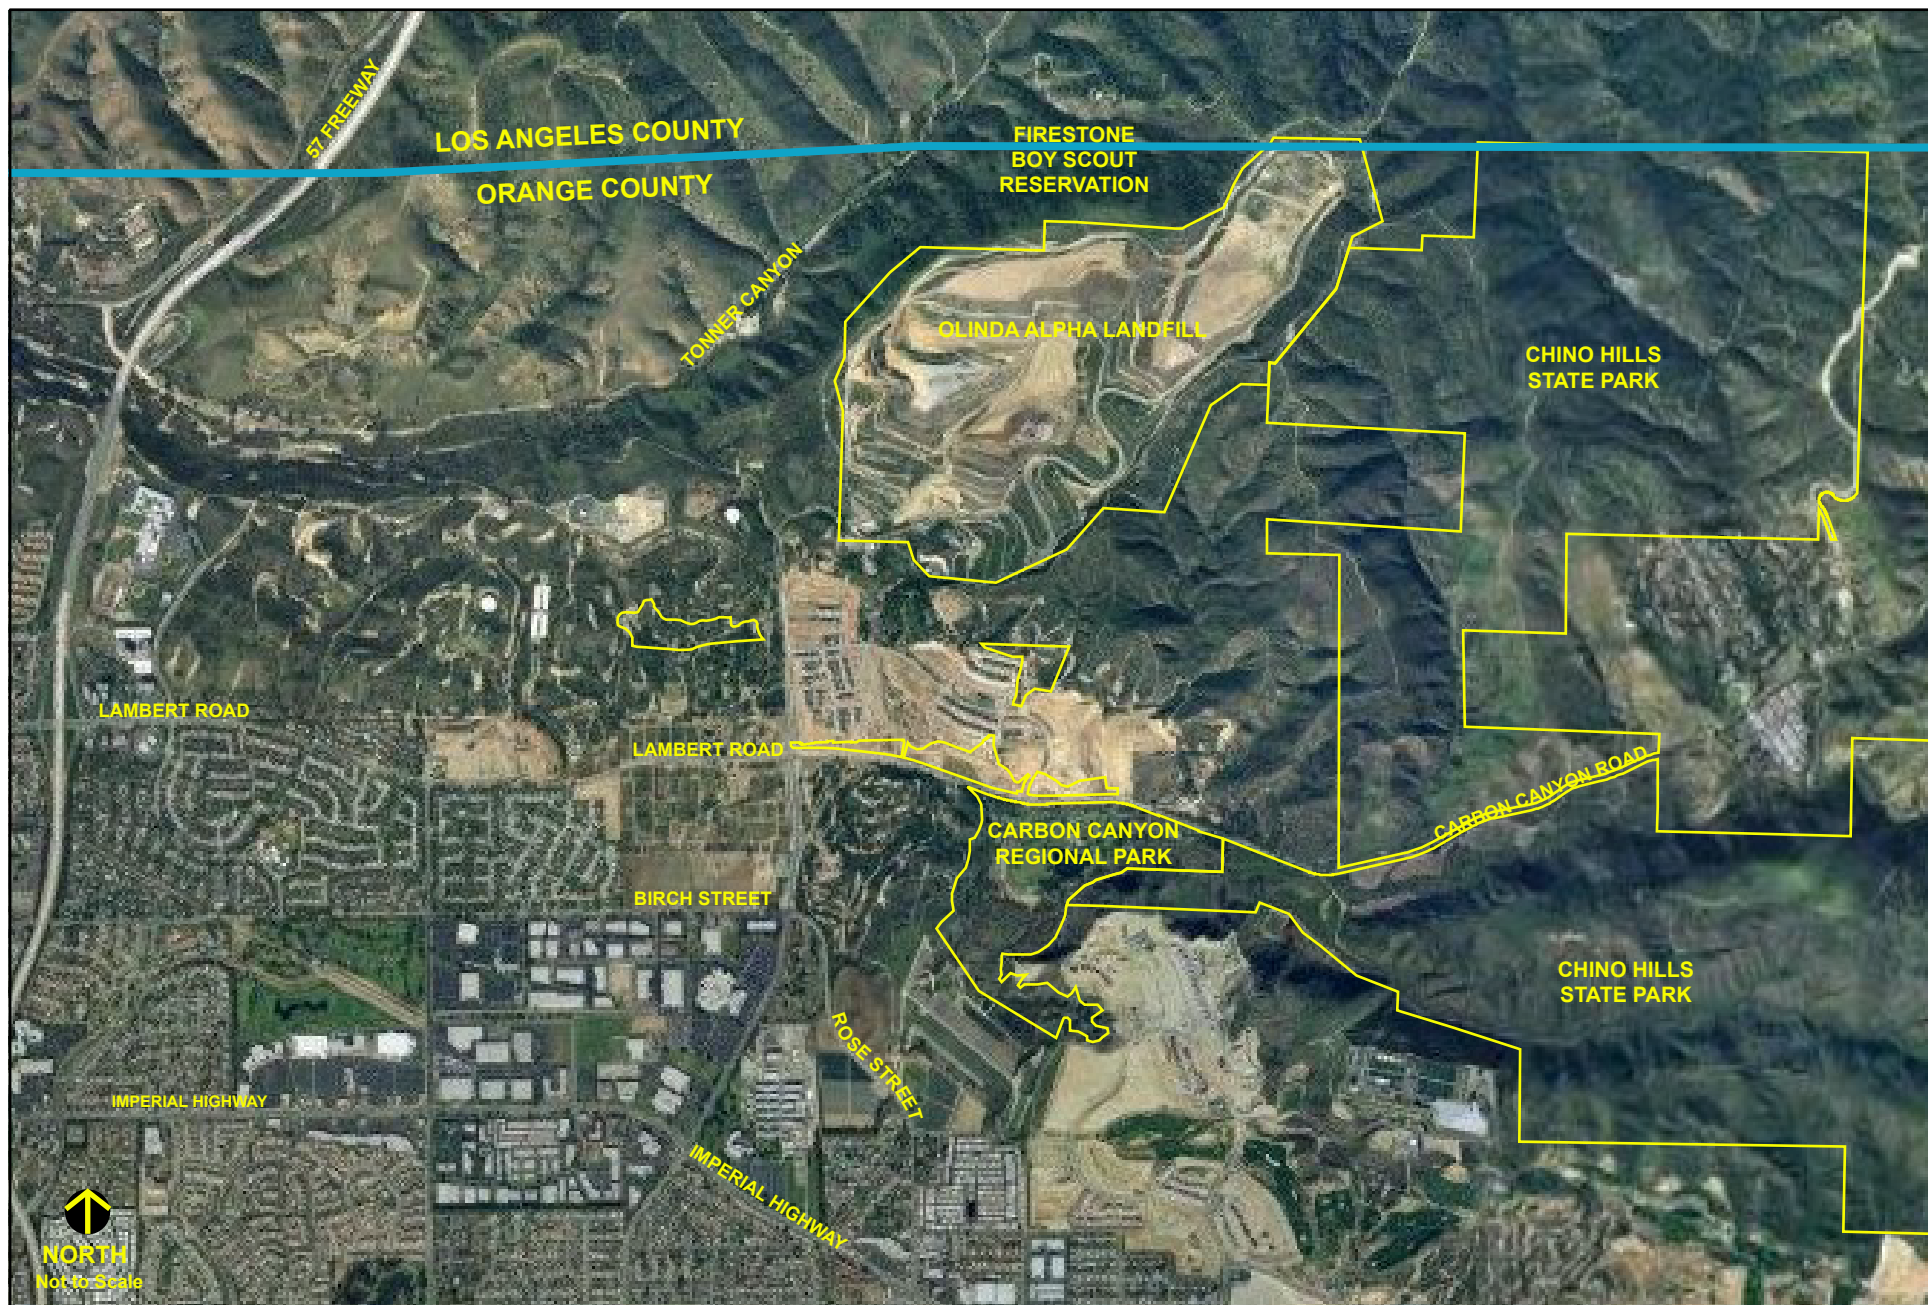 57 FREEWAY
LOS ANGELES COUNTY
ORANGE COUNTY
FIRESTONE
BOY SCOUT
RESERVATION
TONNER CANYON
OLINDA ALPHA LANDFILL
CHINO HILLS
STATE PARK
LAMBERT ROAD
LAMBERT ROAD
CARBON CANYON ROAD
CARBON CANYON
REGIONAL PARK
BIRCH STREET
CHINO HILLS
STATE PARK
ROSE STREET
IMPERIAL HIGHWAY
IMPERIAL HIGHWAY
NORTH
Not to Scale